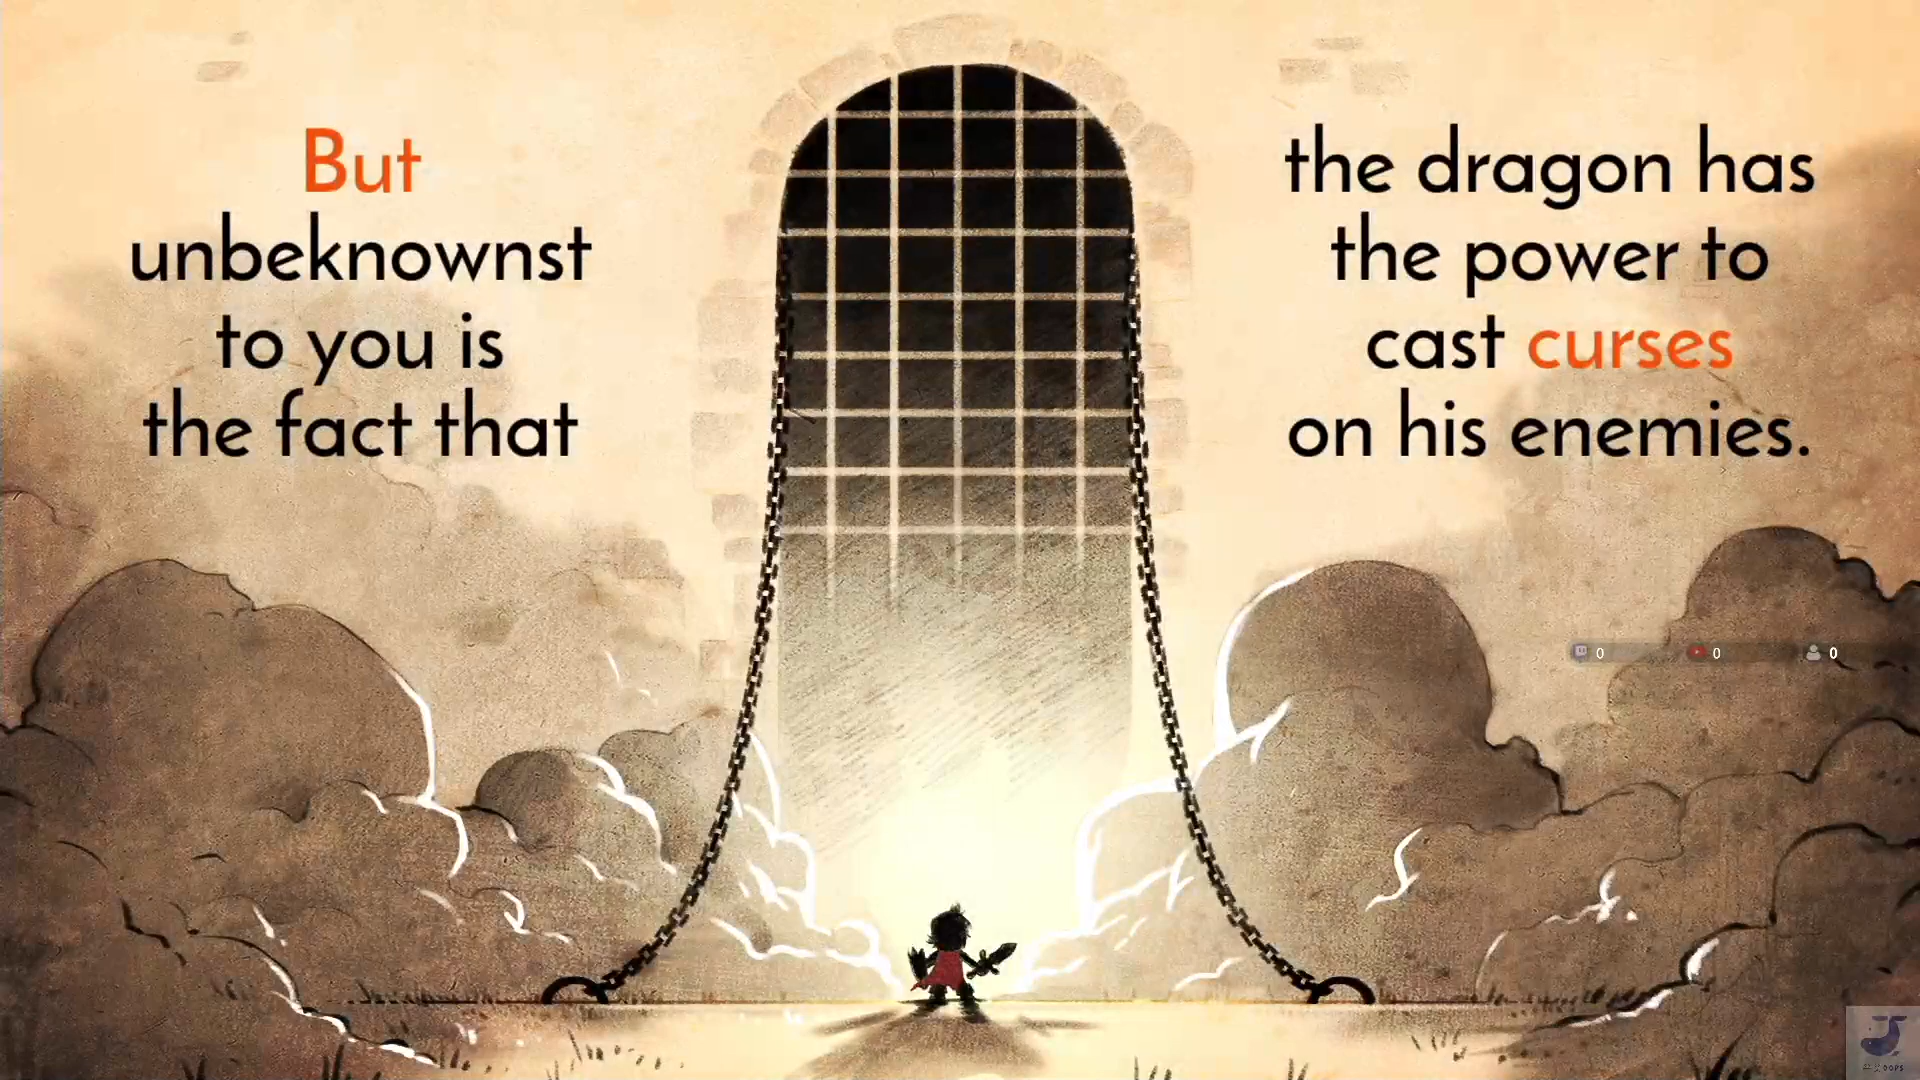 But
unbeknownst
to you is
the fact that
the dragon has
the power to
cast curses
on his enemies.
0
0
0